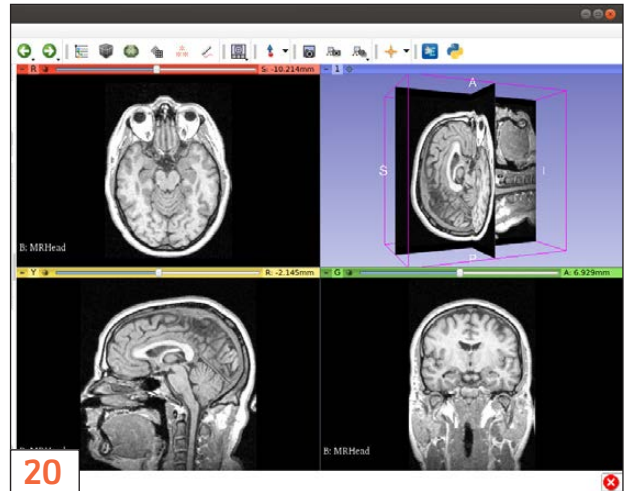 R S: -10.214mm
1
A
S
I
P
B: MRHead
Y R: -2.145mm
G A: 6.929mm
B: MRHead
20